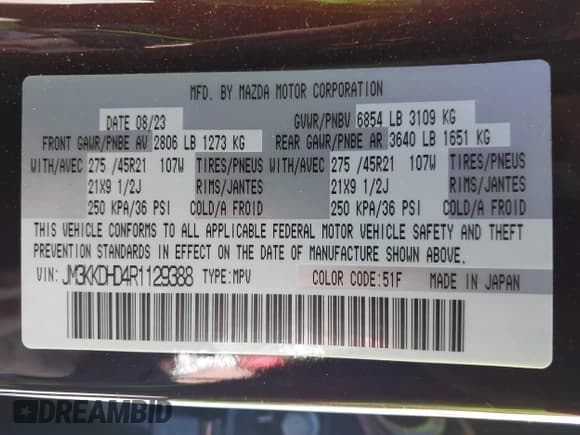 MFD. BY MAZDA MOTOR CORPORATION
DATE 08/23 GVWR/PNBV 6854 LB 3109 KG
FRONT GAWR/PNBE AV 2806 LB 1273 KG REAR GAWR/PNBE AR 3640 LB 1651 KG
WITH/AVEC 275 /45R21 107W TIRES/PNEUS WITH/AVEC 275 /45R21 107W TIRES/PNEUS
21X9 1/2J RIMS/JANTES 21X9 1/2J RIMS/JANTES
250 KPA/36 PSI COLD/A FROID 250 KPA/36 PSI COLD/A FROID
THIS VEHICLE CONFORMS TO ALL APPLICABLE FEDERAL MOTOR VEHICLE SAFETY AND THEFT
PREVENTION STANDARDS IN EFFECT ON THE DATE OF MANUFACTURE SHOWN ABOVE.
VIN: JM3KKDHD4R1129388 TYPE:MPV COLOR CODE:51F MADE IN JAPAN
DREAMBID